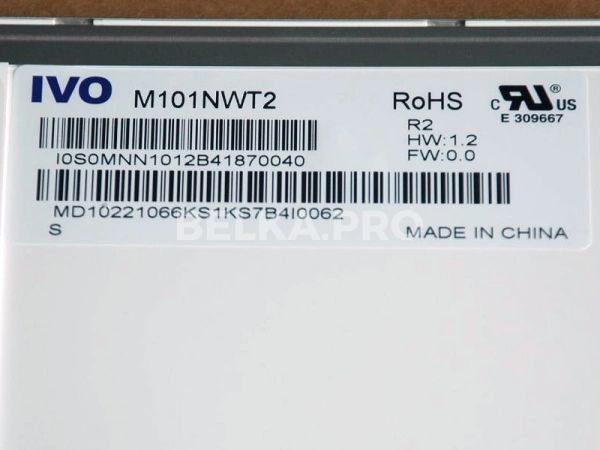 IVO M101NWT2 RoHS c RU US
E 309667
R2
HW:1.2
FW:0.0
I0S0MNN1012B41870040
MD10221066KS1KS7B4I0062
S
MADE IN CHINA
BELKA.PRO